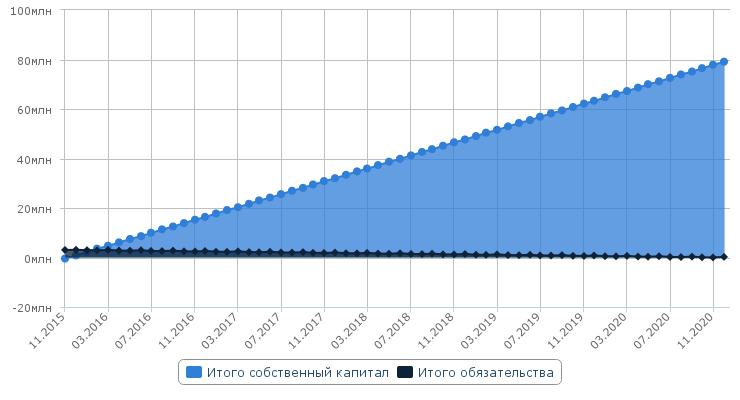 100млн
80млн
60млн
40млн
20млн
0млн
-20млн
11.2015
03.2016
07.2016
11.2016
03.2017
07.2017
11.2017
03.2018
07.2018
11.2018
03.2019
07.2019
11.2019
03.2020
07.2020
11.2020
Итого собственный капитал
Итого обязательства